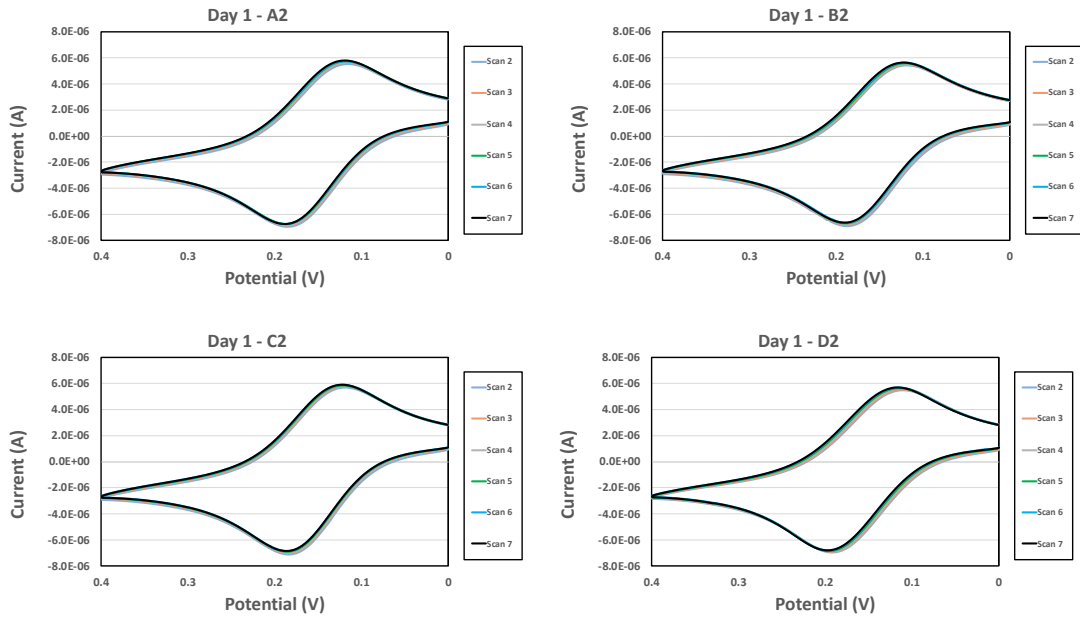 Day 1 - A2
8.0E-06
6.0E-06
4.0E-06
2.0E-06
0.0E+00
-2.0E-06
-4.0E-06
-6.0E-06
-8.0E-06
Current (A)
0.4 0.3 0.2 0.1 0
Potential (V)
Scan 2
Scan 3
Scan 4
Scan 5
Scan 6
Scan 7
Day 1 - B2
8.0E-06
6.0E-06
4.0E-06
2.0E-06
0.0E+00
-2.0E-06
-4.0E-06
-6.0E-06
-8.0E-06
Current (A)
0.4 0.3 0.2 0.1 0
Potential (V)
Scan 2
Scan 3
Scan 4
Scan 5
Scan 6
Scan 7
Day 1 - C2
8.0E-06
6.0E-06
4.0E-06
2.0E-06
0.0E+00
-2.0E-06
-4.0E-06
-6.0E-06
-8.0E-06
Current (A)
0.4 0.3 0.2 0.1 0
Potential (V)
Scan 2
Scan 3
Scan 4
Scan 5
Scan 6
Scan 7
Day 1 - D2
8.0E-06
6.0E-06
4.0E-06
2.0E-06
0.0E+00
-2.0E-06
-4.0E-06
-6.0E-06
-8.0E-06
Current (A)
0.4 0.3 0.2 0.1 0
Potential (V)
Scan 2
Scan 3
Scan 4
Scan 5
Scan 6
Scan 7